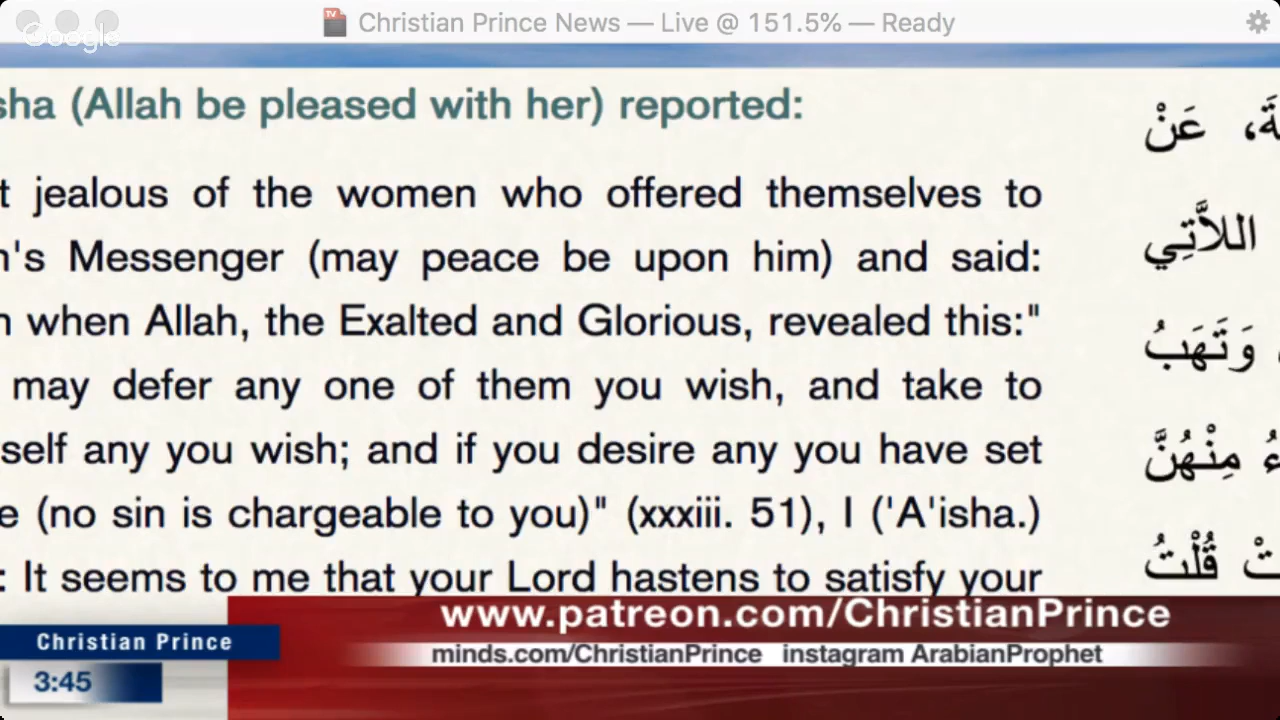 Christian Prince News — Live @ 151.5% — Ready
Google
sha (Allah be pleased with her) reported:
t jealous of the women who offered themselves to
n's Messenger (may peace be upon him) and said:
n when Allah, the Exalted and Glorious, revealed this:"
may defer any one of them you wish, and take to
self any you wish; and if you desire any you have set
e (no sin is chargeable to you)" (xxxiii. 51), I ('A'isha.)
: It seems to me that your Lord hastens to satisfy your
ةَ، عَنْ
اللاَّتِي
وَتَهَبُ
ءُ مِنْهُنَّ
تْ قُلْتُ
www.patreon.com/ChristianPrince
Christian Prince
minds.com/ChristianPrince instagram ArabianProphet
3:45